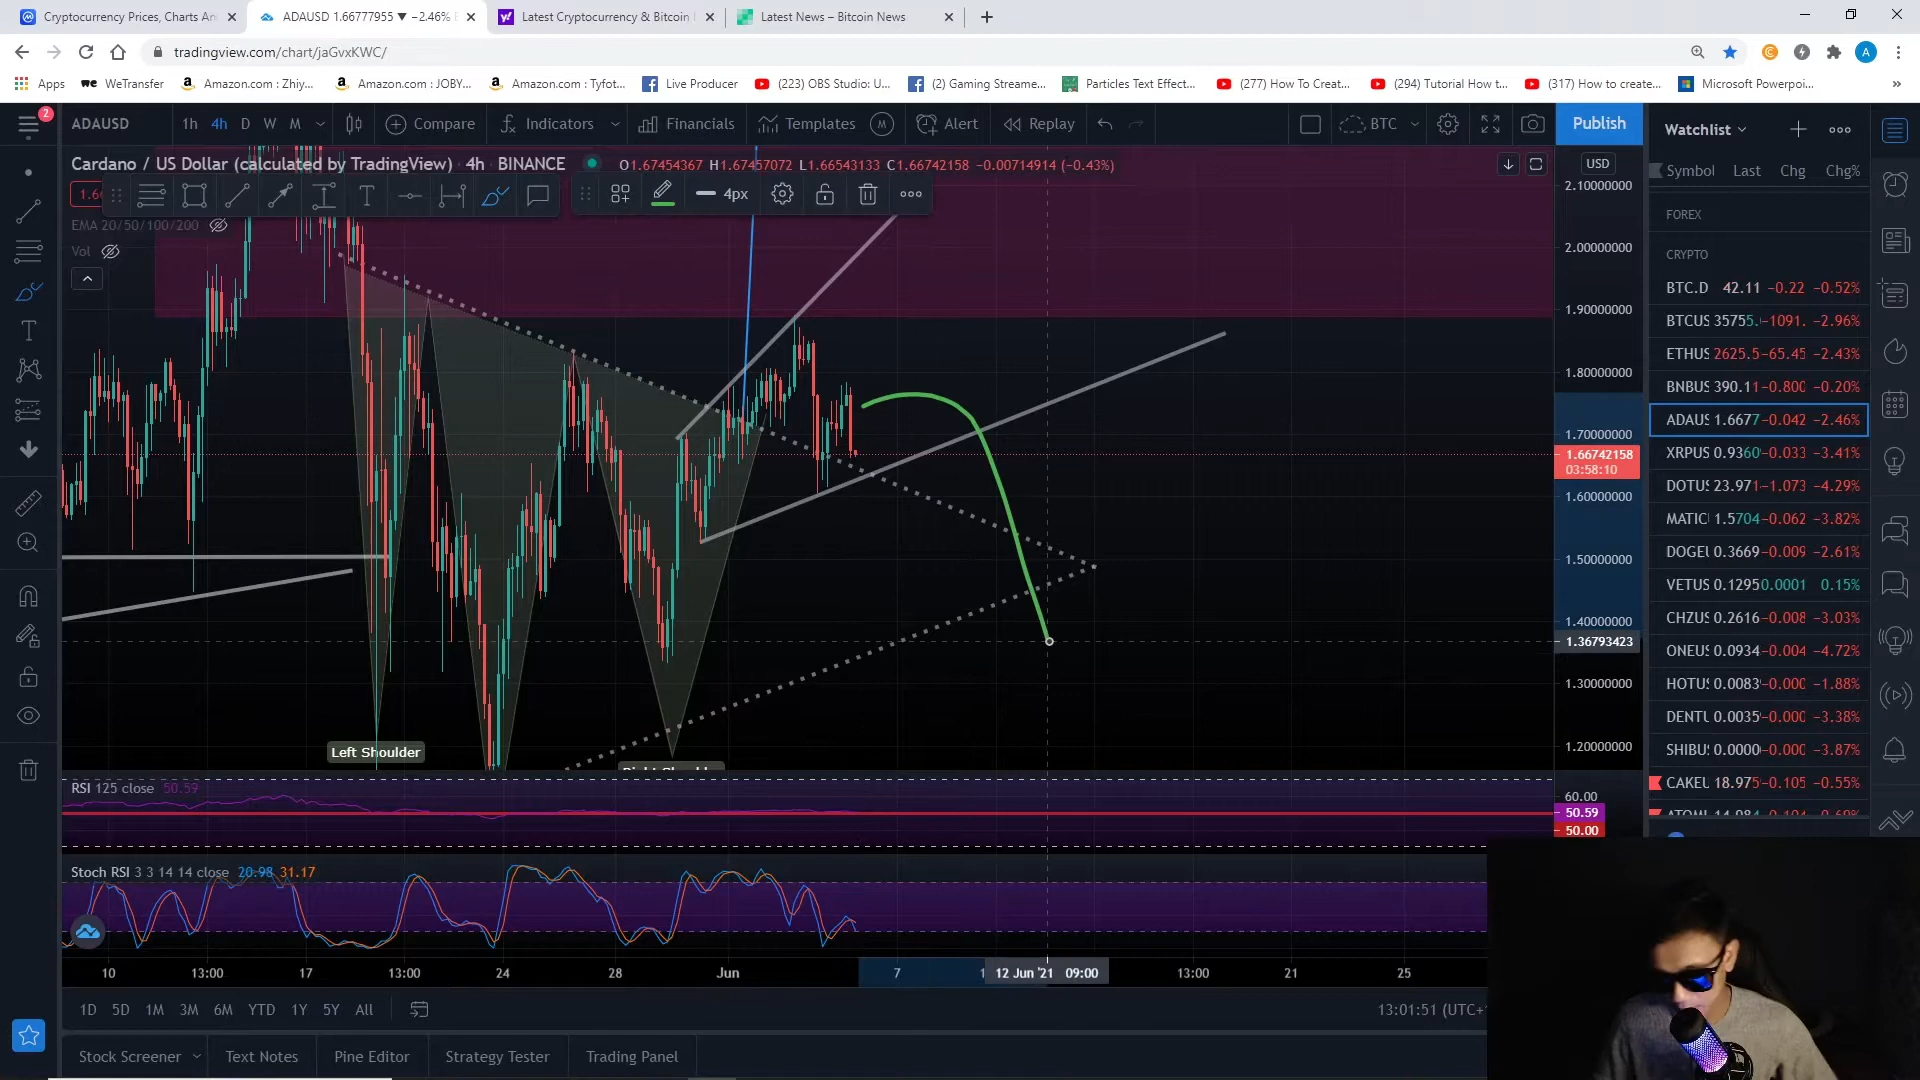 Cryptocurrency Prices, Charts An
ADAUSD 1.66777955 ▼ −2.46%
Latest Cryptocurrency & Bitcoin
Latest News – Bitcoin News
tradingview.com/chart/jaGvxKWC/
A
Apps
WeTransfer
Amazon.com : Zhiy...
Amazon.com : JOBY...
Amazon.com : Tyfot...
Live Producer
(223) OBS Studio: U...
(2) Gaming Streame...
Particles Text Effect...
(277) How To Creat...
(294) Tutorial How t...
(317) How to create...
Microsoft Powerpoi...
2
ADAUSD
1h 4h D W M
Compare
Indicators
Financials
Templates
M
Alert
Replay
BTC
Publish
Watchlist
Cardano / US Dollar (calculated by TradingView) · 4h · BINANCE
O1.67454367 H1.67457072 L1.66543133 C1.66742158 −0.00714914 (−0.43%)
USD
Symbol Last Chg Chg%
4px
EMA 20/50/100/200
Vol
2.10000000
2.00000000
1.90000000
1.80000000
1.70000000
1.66742158
03:58:10
1.60000000
1.50000000
1.40000000
1.36793423
1.30000000
1.20000000
FOREX
CRYPTO
BTC.D 42.11 −0.22 −0.52%
BTCUS 35755. −1091. −2.96%
ETHUS 2625.5 −65.45 −2.43%
BNBUS 390.11 −0.800 −0.20%
ADAUS 1.6677 −0.042 −2.46%
XRPUS 0.9360 −0.033 −3.41%
DOTUS 23.971 −1.073 −4.29%
MATIC 1.5704 −0.062 −3.82%
DOGEU 0.3669 −0.009 −2.61%
VETUS 0.1295 0.0001 0.15%
CHZUS 0.2616 −0.008 −3.03%
ONEUS 0.0934 −0.004 −4.72%
HOTUS 0.0083 −0.000 −1.88%
DENTU 0.0035 −0.000 −3.38%
SHIBUS 0.0000 −0.000 −3.87%
CAKEU 18.975 −0.105 −0.55%
Left Shoulder
RSI 125 close 50.59
60.00
50.59
50.00
Stoch RSI 3 3 14 14 close 20.98 31.17
10 13:00 17 13:00 24 28 Jun 7 12 Jun '21 09:00 13:00 21 25
1D 5D 1M 3M 6M YTD 1Y 5Y All
13:01:51 (UTC+
Stock Screener
Text Notes
Pine Editor
Strategy Tester
Trading Panel